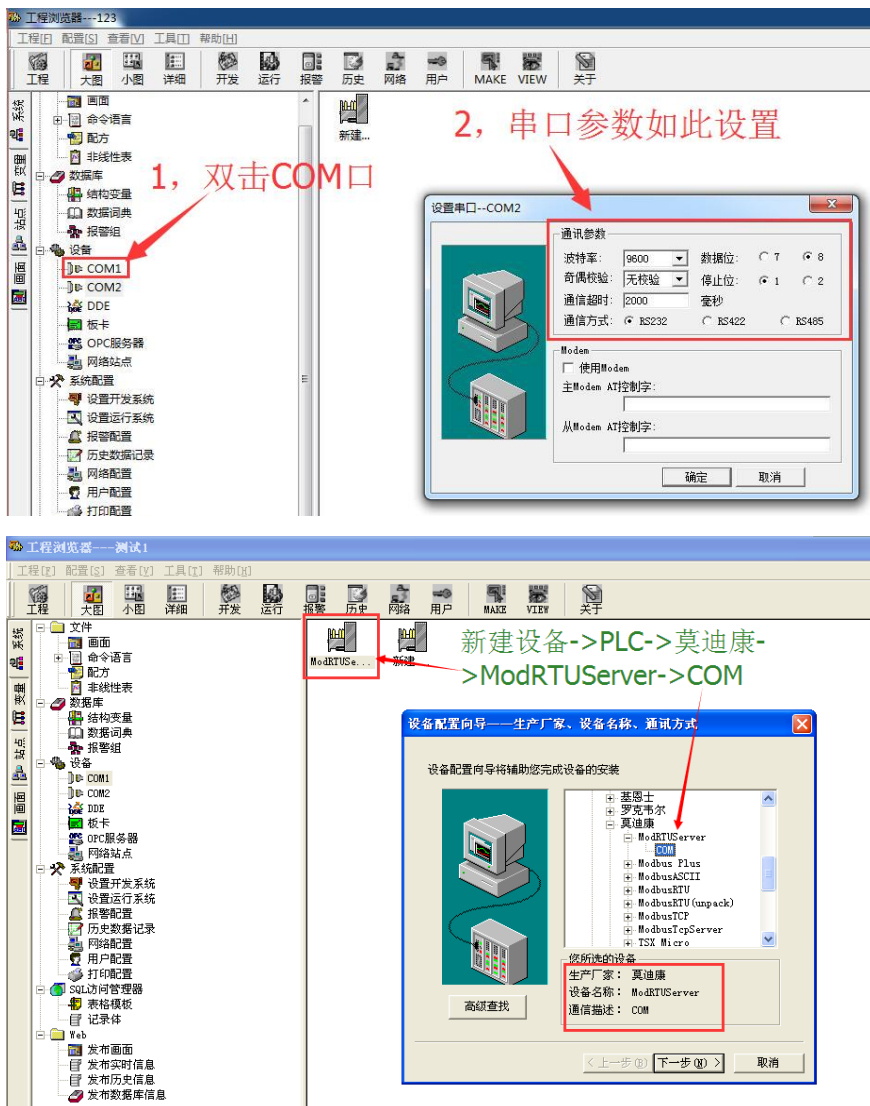 工程浏览器---123
工程[F] 配置[S] 查看[V] 工具[T] 帮助[H]
工程 大图 小图 详细 开发 运行 报警 历史 网络 用户 MAKE VIEW 关于
系统
变量
站点
画面
画面
命令语言
配方
非线性表
数据库
结构变量
数据词典
报警组
设备
COM1
COM2
DDE
板卡
OPC服务器
网络站点
系统配置
设置开发系统
设置运行系统
报警配置
历史数据记录
网络配置
用户配置
打印配置
新建...
1，双击COM口
2，串口参数如此设置
设置串口--COM2
通讯参数
波特率: 9600 数据位: 7 8
奇偶校验: 无校验 停止位: 1 2
通信超时: 2000 毫秒
通信方式: RS232 RS422 RS485
Modem
使用Modem
主Modem AT控制字:
从Modem AT控制字:
确定 取消
工程浏览器---测试1
工程[F] 配置[S] 查看[V] 工具[T] 帮助[H]
工程 大图 小图 详细 开发 运行 报警 历史 网络 用户 MAKE VIEW 关于
系统
变量
站点
画面
文件
画面
命令语言
配方
非线性表
数据库
结构变量
数据词典
报警组
设备
COM1
COM2
DDE
板卡
OPC服务器
网络站点
系统配置
设置开发系统
设置运行系统
报警配置
历史数据记录
网络配置
用户配置
打印配置
SQL访问管理器
表格模板
记录体
Web
发布画面
发布实时信息
发布历史信息
发布数据库信息
ModRTUSe... 新建...
新建设备->PLC->莫迪康-
>ModRTUServer->COM
设备配置向导——生产厂家、设备名称、通讯方式
设备配置向导将辅助您完成设备的安装
基恩士
罗克韦尔
莫迪康
ModRTUServer
COM
Modbus Plus
ModbusASCII
ModbusRTU
ModbusRTU(unpack)
ModbusTCP
ModbusTcpServer
TSX Micro
您所选的设备
生产厂家： 莫迪康
设备名称： ModRTUServer
通信描述： COM
高级查找
< 上一步(B) 下一步(N) > 取消